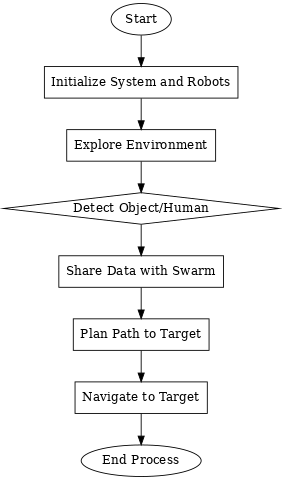 Start
Initialize System and Robots
Explore Environment
Detect Object/Human
Share Data with Swarm
Plan Path to Target
Navigate to Target
End Process